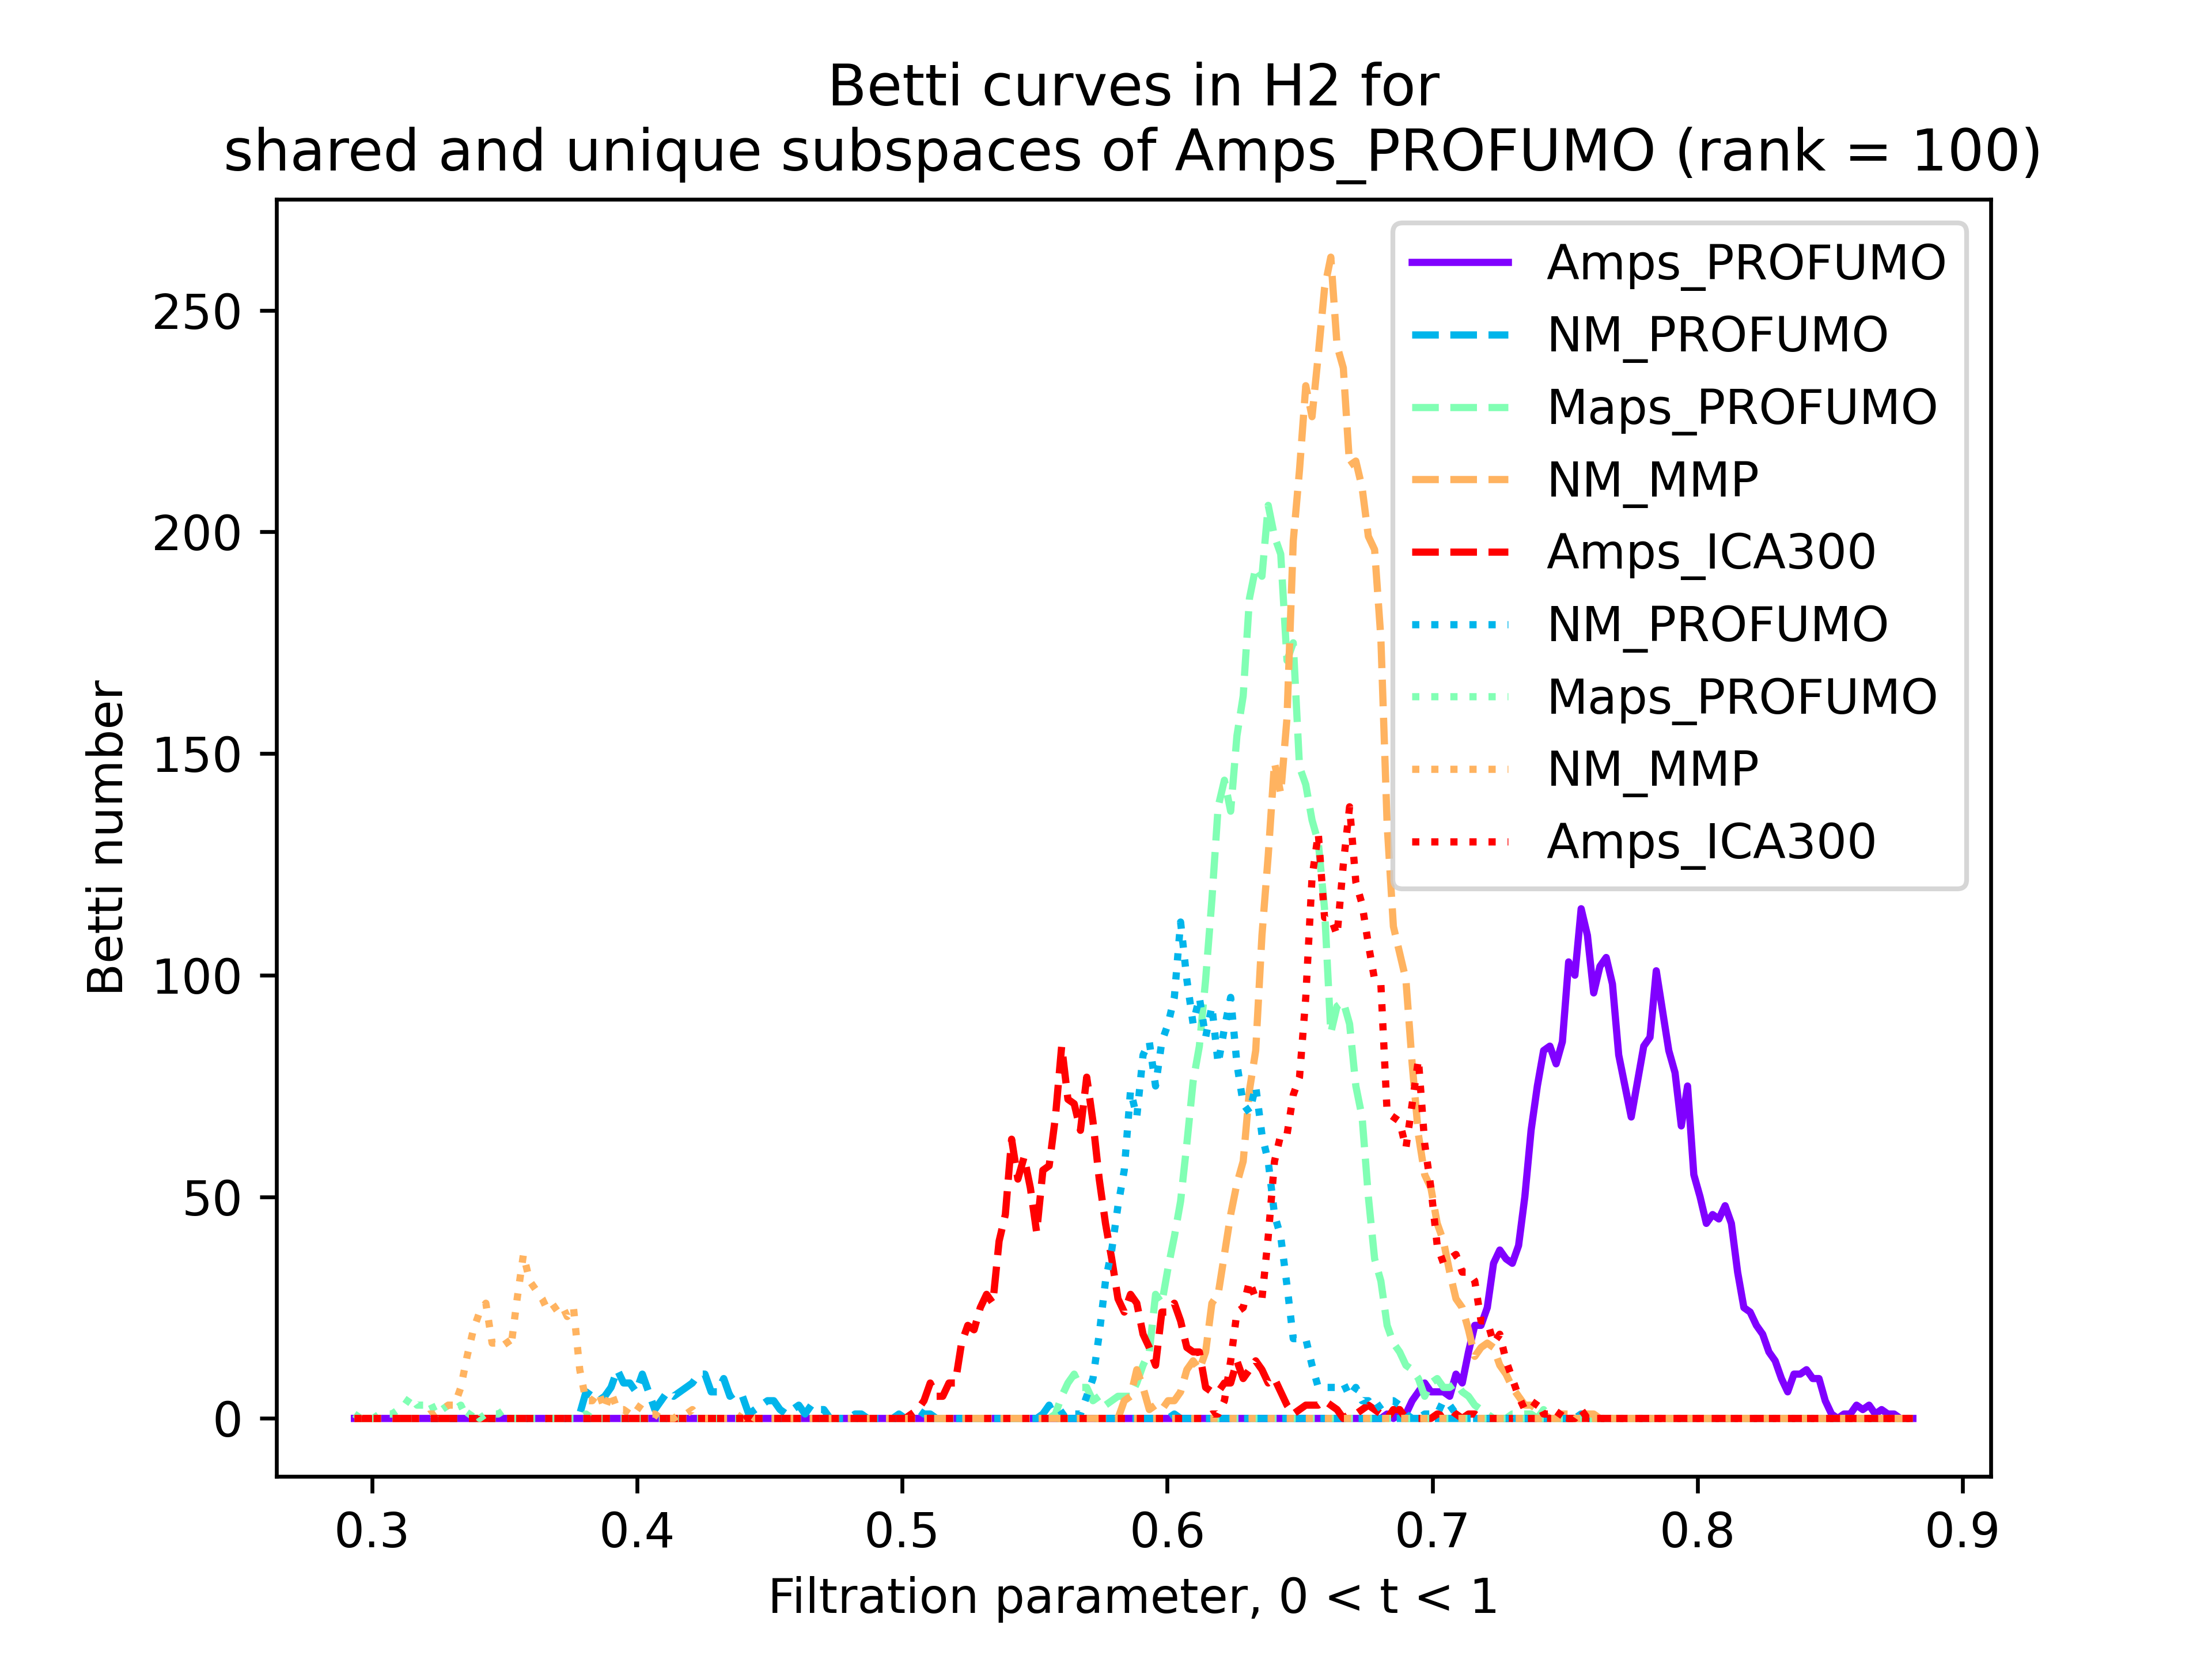 Betti curves in H2 for
shared and unique subspaces of Amps_PROFUMO (rank = 100)
Amps_PROFUMO
NM_PROFUMO
Maps_PROFUMO
NM_MMP
Amps_ICA300
NM_PROFUMO
Maps_PROFUMO
NM_MMP
Amps_ICA300
Betti number
250
200
150
100
50
0
0.3 0.4 0.5 0.6 0.7 0.8 0.9
Filtration parameter, 0 < t < 1